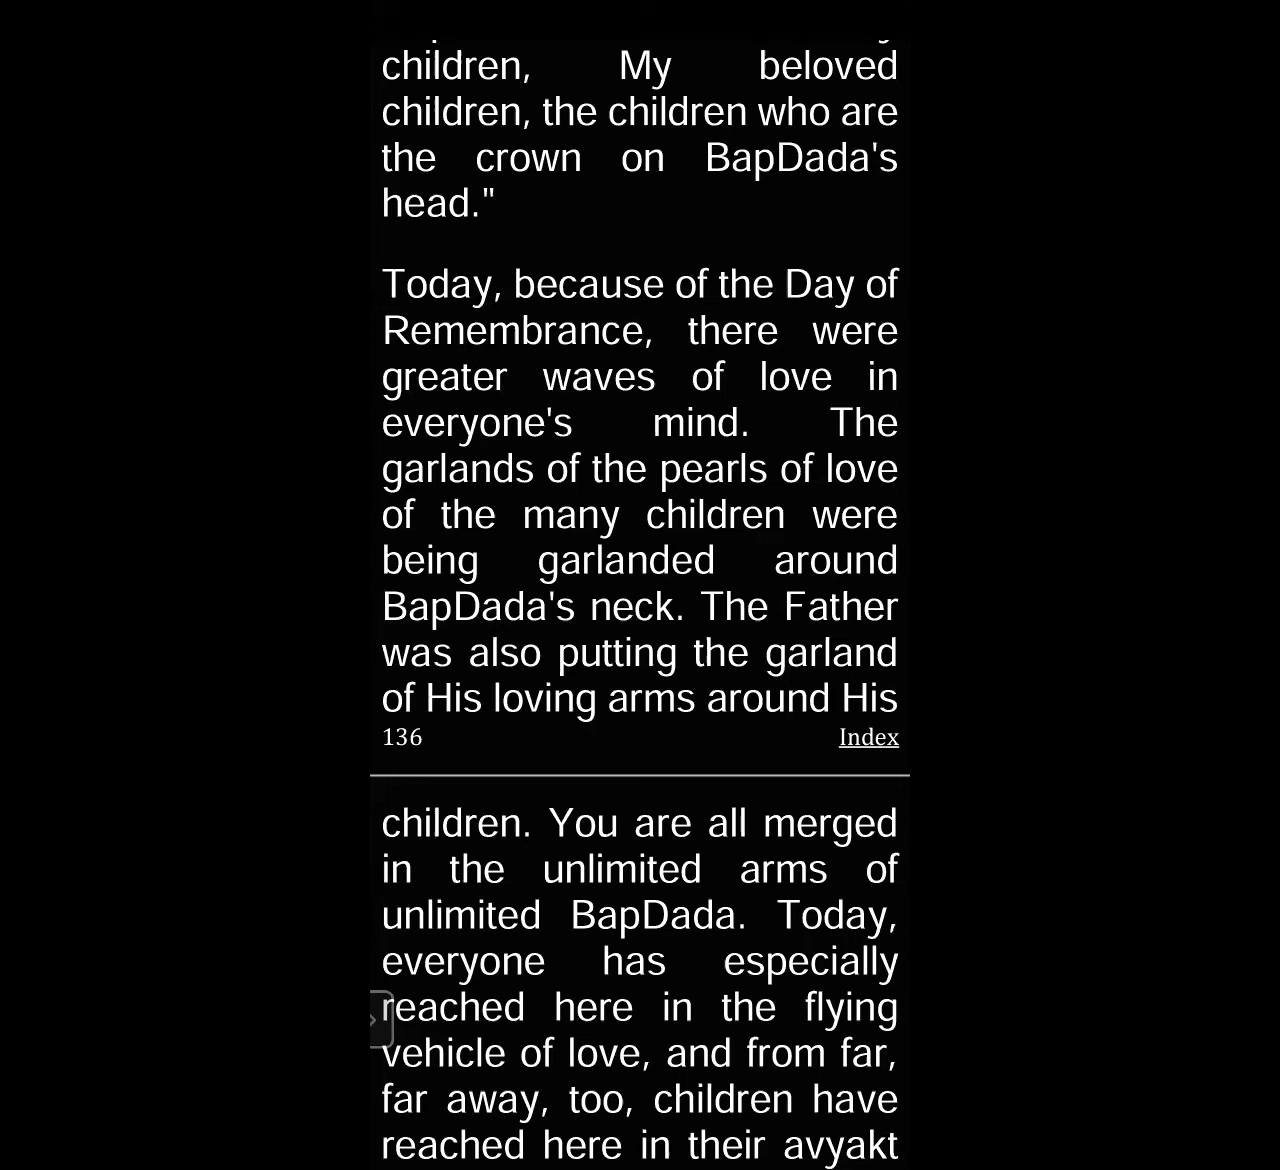 children, My beloved
children, the children who are
the crown on BapDada's
head."
Today, because of the Day of
Remembrance, there were
greater waves of love in
everyone's mind. The
garlands of the pearls of love
of the many children were
being garlanded around
BapDada's neck. The Father
was also putting the garland
of His loving arms around His
136 Index
children. You are all merged
in the unlimited arms of
unlimited BapDada. Today,
everyone has especially
reached here in the flying
vehicle of love, and from far,
far away, too, children have
reached here in their avyakt